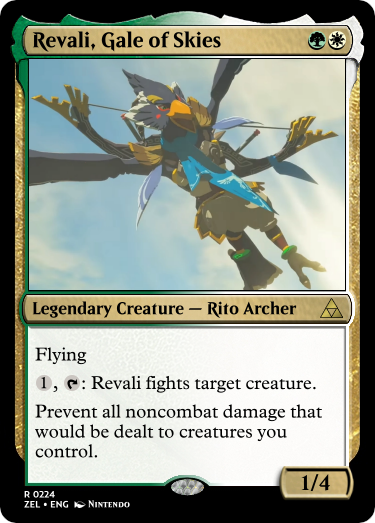 Revali, Gale of Skies
Legendary Creature — Rito Archer
Flying
1, : Revali fights target creature.
Prevent all noncombat damage that
would be dealt to creatures you
control.
1/4
R 0224
ZEL • ENG Nintendo